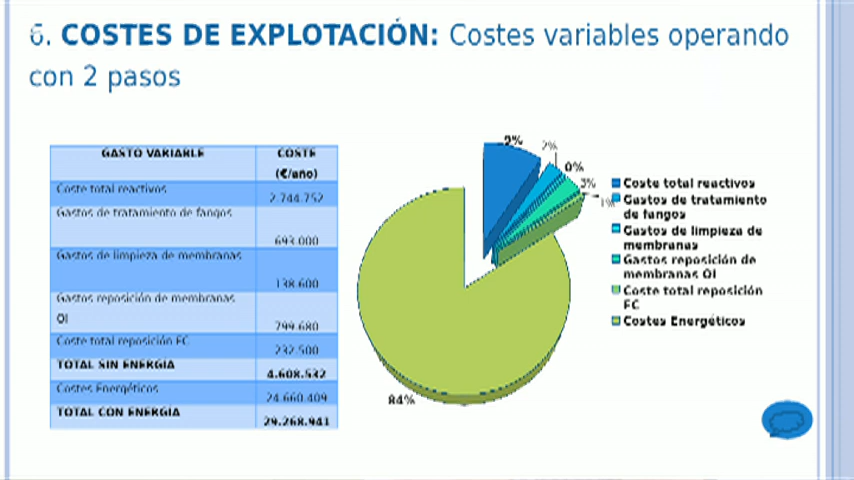 6. COSTES DE EXPLOTACIÓN: Costes variables operando
con 2 pasos
GASTO VARIABLE
COSTE
(€/año)
Coste total reactivos
2.744.752
Gastos de tratamiento de fangos
693.000
Gastos de limpieza de membranas
138.600
Gastos reposición de membranas
OI
799.680
Coste total reposición FC
232.500
TOTAL SIN ENERGIA
4.608.532
Costes Energéticos
24.660.409
TOTAL CON ENERGIA
29.268.941
9%
2%
0%
3%
1%
84%
Coste total reactivos
Gastos de tratamiento
de fangos
Gastos de limpieza de
membranas
Gastos reposición de
membranas OI
Coste total reposición
FC
Costes Energéticos